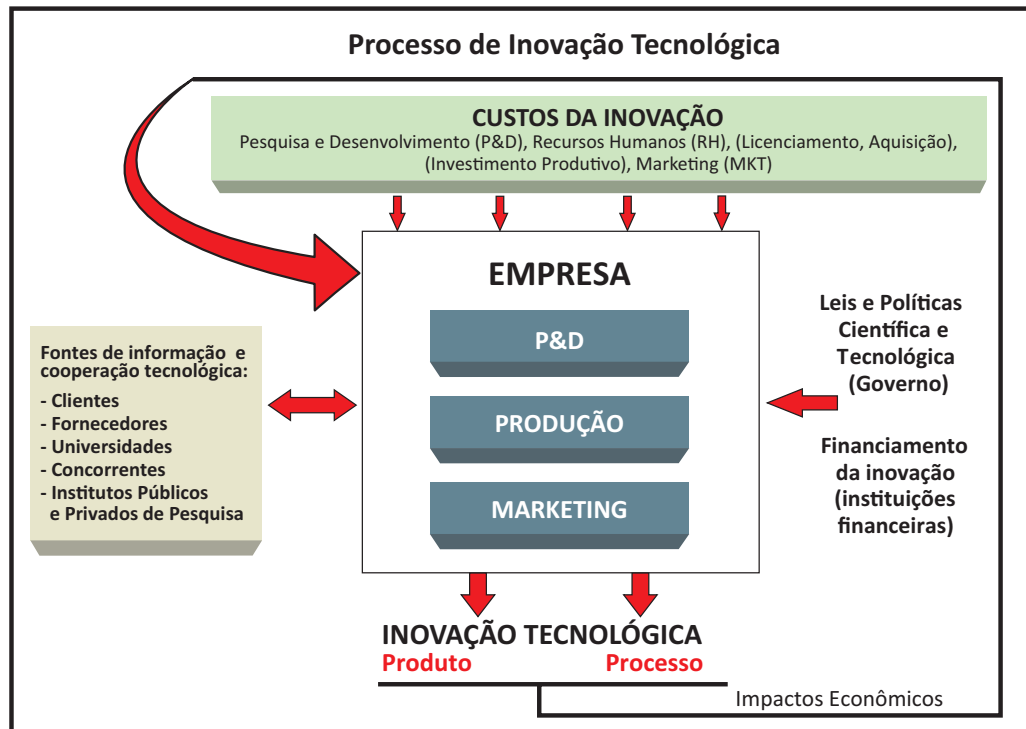 Processo de Inovação Tecnológica
CUSTOS DA INOVAÇÃO
Pesquisa e Desenvolvimento (P&D), Recursos Humanos (RH), (Licenciamento, Aquisição),
(Investimento Produtivo), Marketing (MKT)
EMPRESA
P&D
PRODUÇÃO
MARKETING
Fontes de informação e
cooperação tecnológica:
- Clientes
- Fornecedores
- Universidades
- Concorrentes
- Institutos Públicos
e Privados de Pesquisa
Leis e Políticas
Científica e
Tecnológica
(Governo)
Financiamento
da inovação
(instituições
financeiras)
INOVAÇÃO TECNOLÓGICA
Produto Processo
Impactos Econômicos